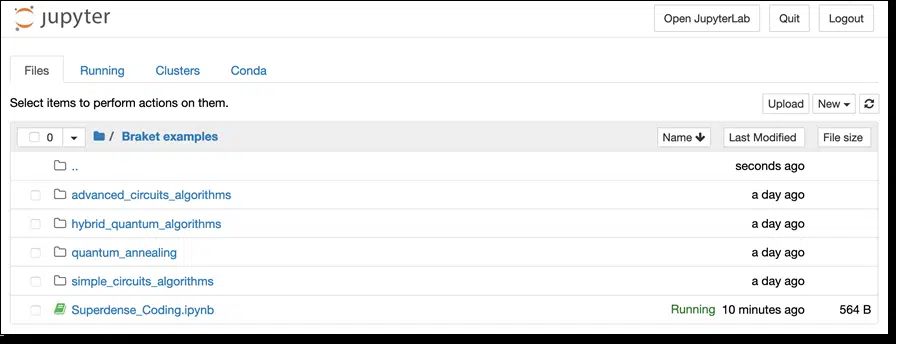 jupyter Open JupyterLab Quit Logout
Files Running Clusters Conda
Select items to perform actions on them. Upload New
0 / Braket examples Name Last Modified File size
.. seconds ago
advanced_circuits_algorithms a day ago
hybrid_quantum_algorithms a day ago
quantum_annealing a day ago
simple_circuits_algorithms a day ago
Superdense_Coding.ipynb Running 10 minutes ago 564 B